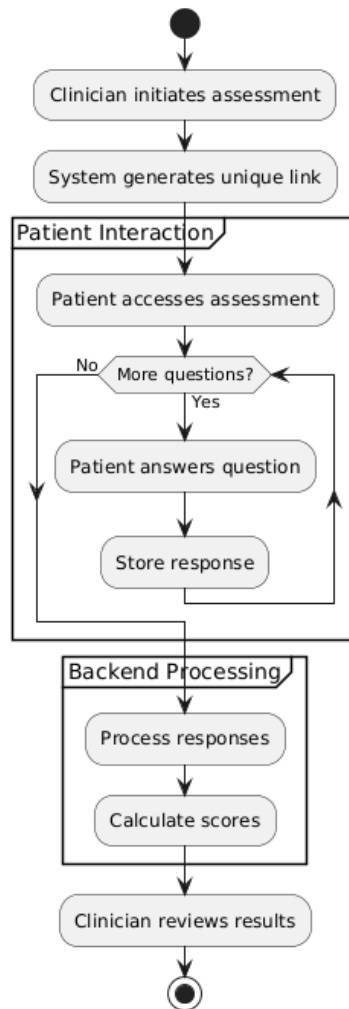 Clinician initiates assessment
System generates unique link
Patient Interaction
Patient accesses assessment
No
More questions?
Yes
Patient answers question
Store response
Backend Processing
Process responses
Calculate scores
Clinician reviews results